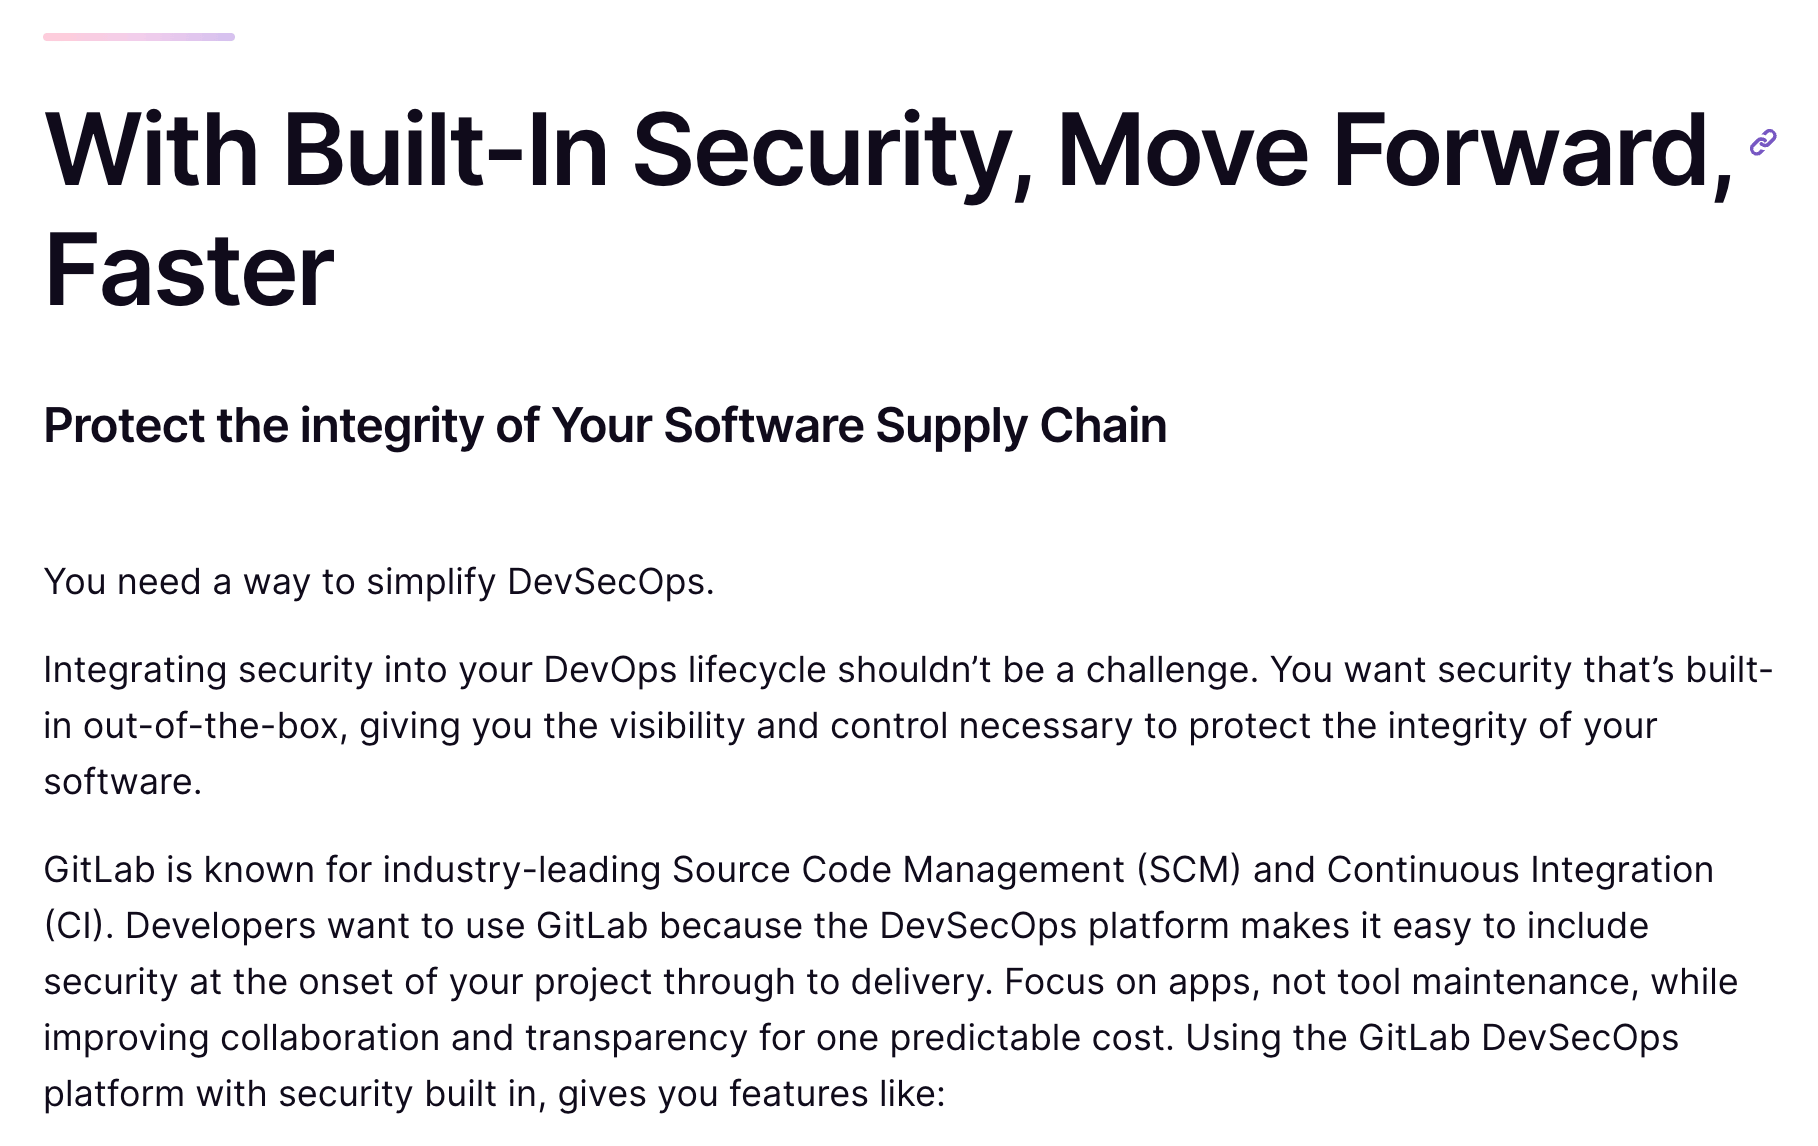 With Built-In Security, Move Forward,
Faster
Protect the integrity of Your Software Supply Chain
You need a way to simplify DevSecOps.
Integrating security into your DevOps lifecycle shouldn’t be a challenge. You want security that’s built-
in out-of-the-box, giving you the visibility and control necessary to protect the integrity of your
software.
GitLab is known for industry-leading Source Code Management (SCM) and Continuous Integration
(CI). Developers want to use GitLab because the DevSecOps platform makes it easy to include
security at the onset of your project through to delivery. Focus on apps, not tool maintenance, while
improving collaboration and transparency for one predictable cost. Using the GitLab DevSecOps
platform with security built in, gives you features like: